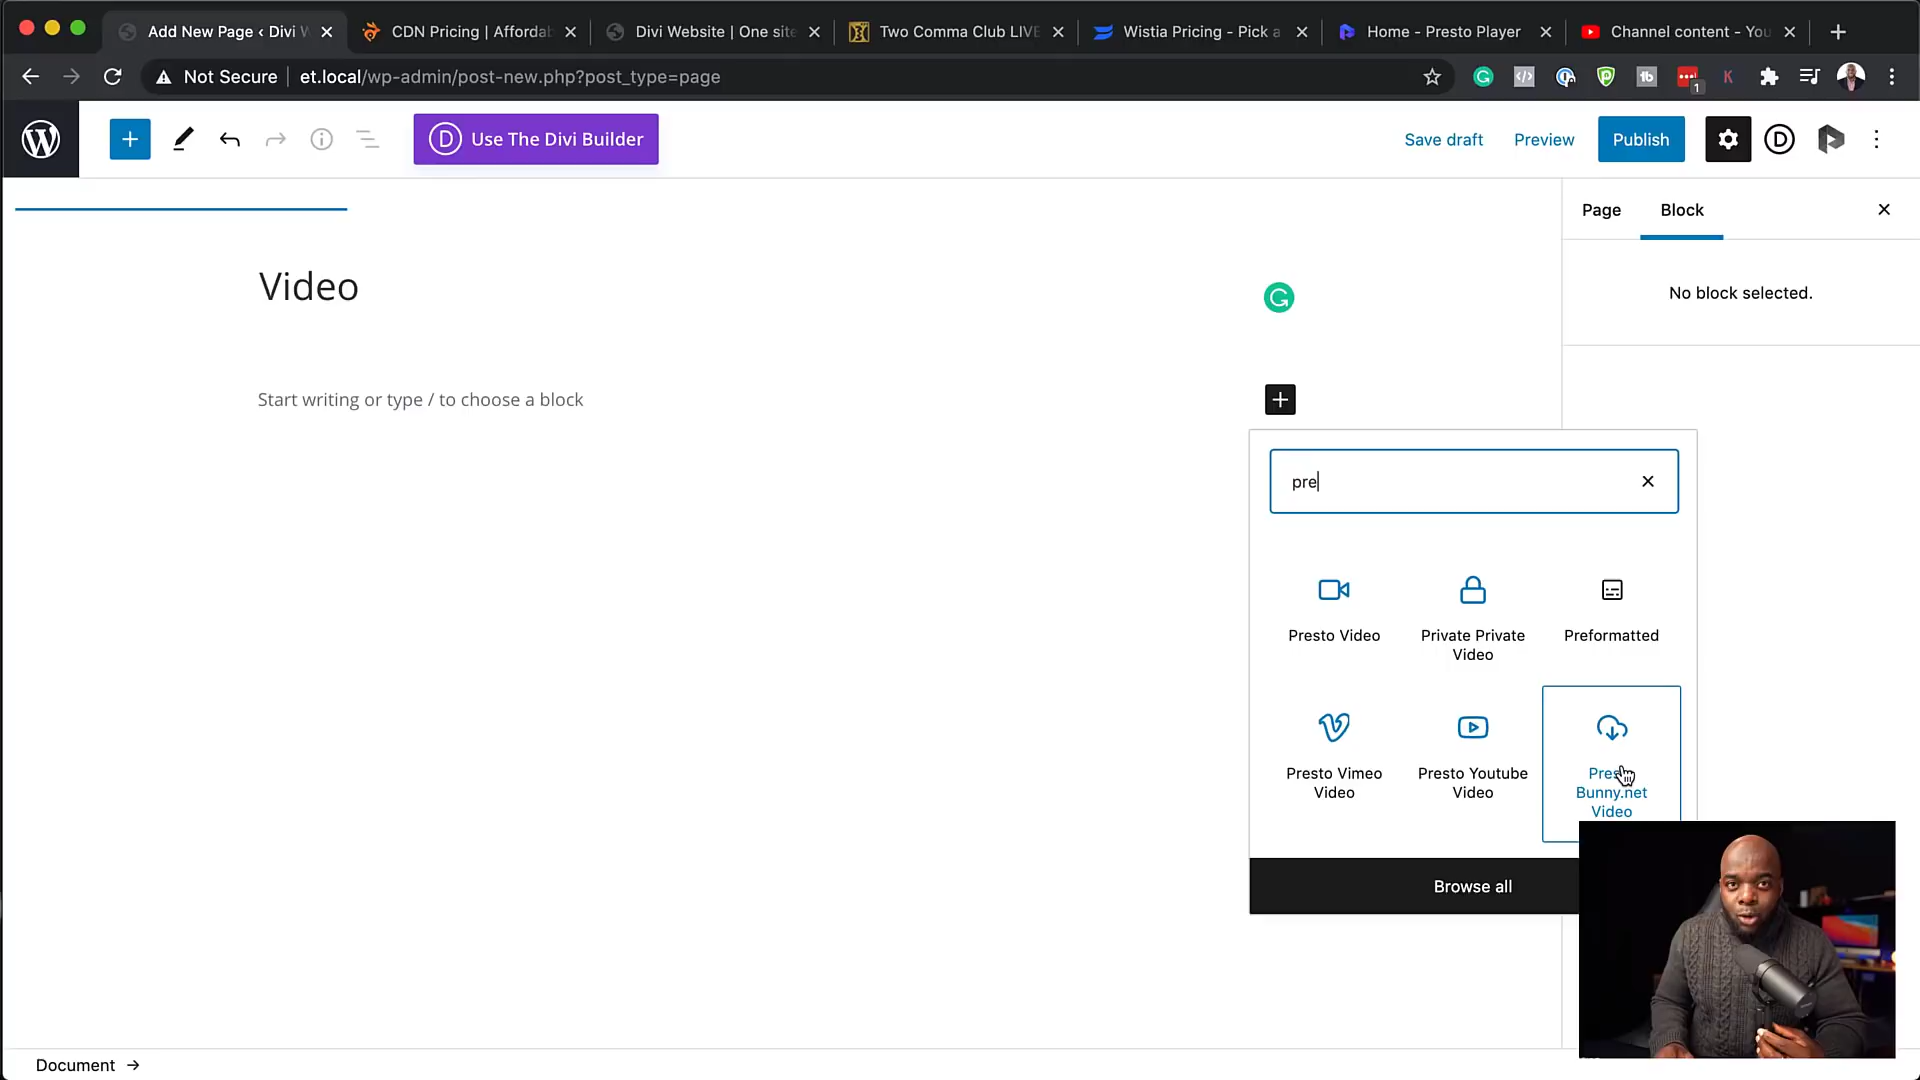 Add New Page ‹ Divi W
CDN Pricing | Affordab
Divi Website | One site
Two Comma Club LIVE
Wistia Pricing - Pick a
Home - Presto Player
Channel content - You
Not Secure
et.local/wp-admin/post-new.php?post_type=page
1
Use The Divi Builder
Save draft
Preview
Publish
Page
Block
No block selected.
Video
Start writing or type / to choose a block
pre
Presto Video
Private Private
Video
Preformatted
Presto Vimeo
Video
Presto Youtube
Video
Bunny.net
Video
Browse all
Document →